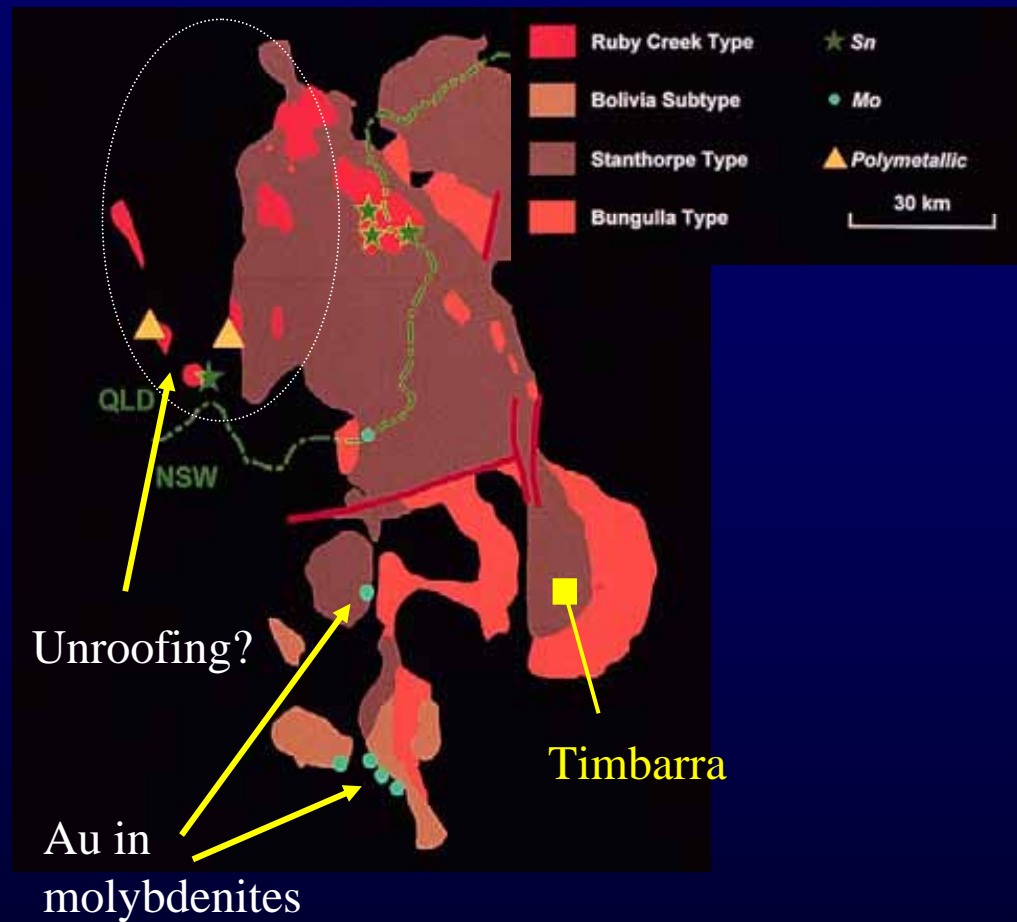 Ruby Creek Type
Sn
Bolivia Subtype
Mo
Stanthorpe Type
Polymetallic
Bungulla Type
30 km
QLD
NSW
Unroofing?
Timbarra
Au in
molybdenites